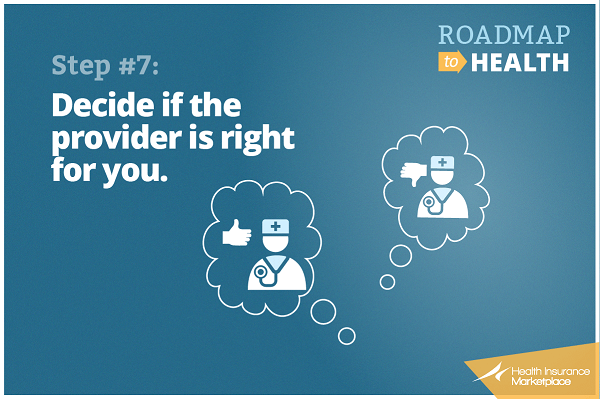 ROADMAP
to HEALTH
Step #7:
Decide if the
provider is right
for you.
Health Insurance
Marketplace